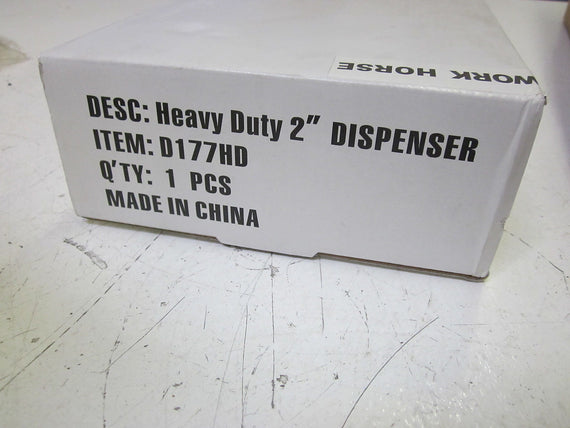 WORK HORSE
DESC: Heavy Duty 2" DISPENSER
ITEM: D177HD
Q'TY: 1 PCS
MADE IN CHINA